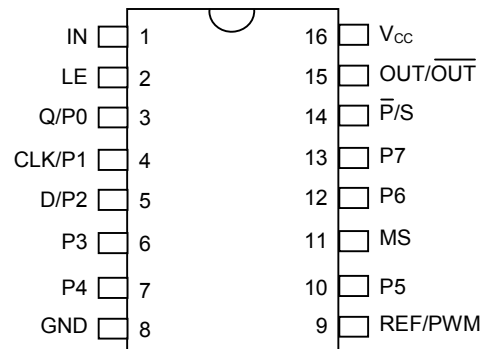 IN 1 16 VCC
LE 2 15 OUT/O̅U̅T̅
Q/P0 3 14 P̅/S
CLK/P1 4 13 P7
D/P2 5 12 P6
P3 6 11 MS
P4 7 10 P5
GND 8 9 REF/PWM